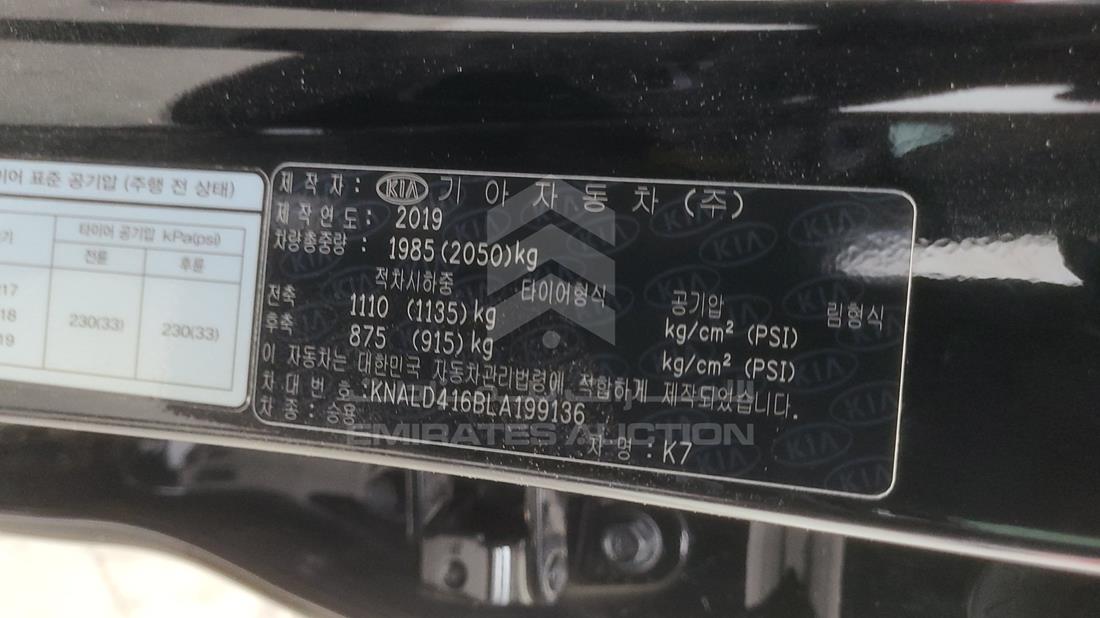 이어 표준 공기압 (주행 전 상태)
타이어 공기압 kPa(psi)
전륜 후륜
217
18
19
230(33) 230(33)
제작자: KIA 기아자동차(주)
제작연도: 2019
차량총중량: 1985(2050)kg
적차시하중 타이어형식 공기압 림형식
전축 1110 (1135)kg kg/cm² (PSI)
후축 875 (915)kg kg/cm² (PSI)
이 자동차는 대한민국 자동차관리법령에 적합하게 제작되었습니다.
차대번호:KNALD416BLA199136
차종: 승용 차명:K7
EMIRATES AUCTION